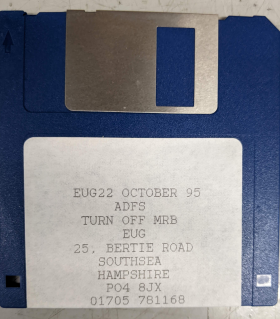 EUG22 OCTOBER 95
ADFS
TURN OFF MRB
EUG
25, BERTIE ROAD
SOUTHSEA
HAMPSHIRE
PO4 8JX
01705 781168